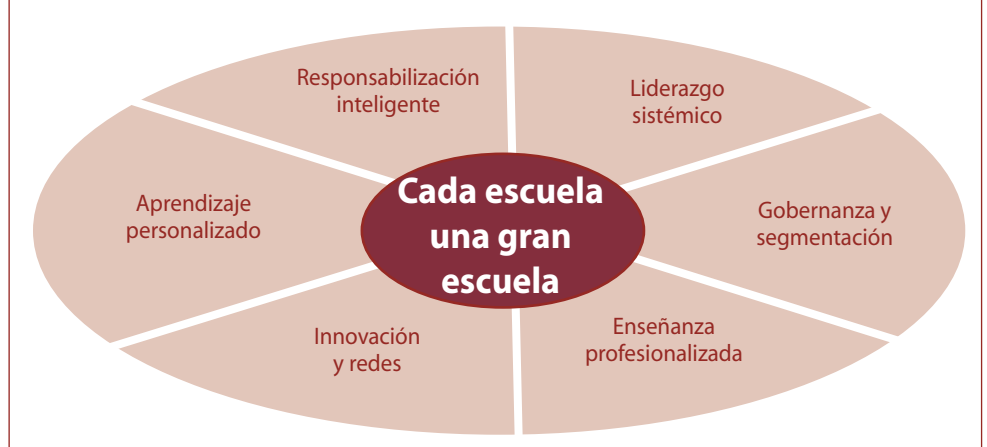 Responsabilización
inteligente
Liderazgo
sistémico
Aprendizaje
personalizado
Cada escuela
una gran
escuela
Gobernanza y
segmentación
Innovación
y redes
Enseñanza
profesionalizada